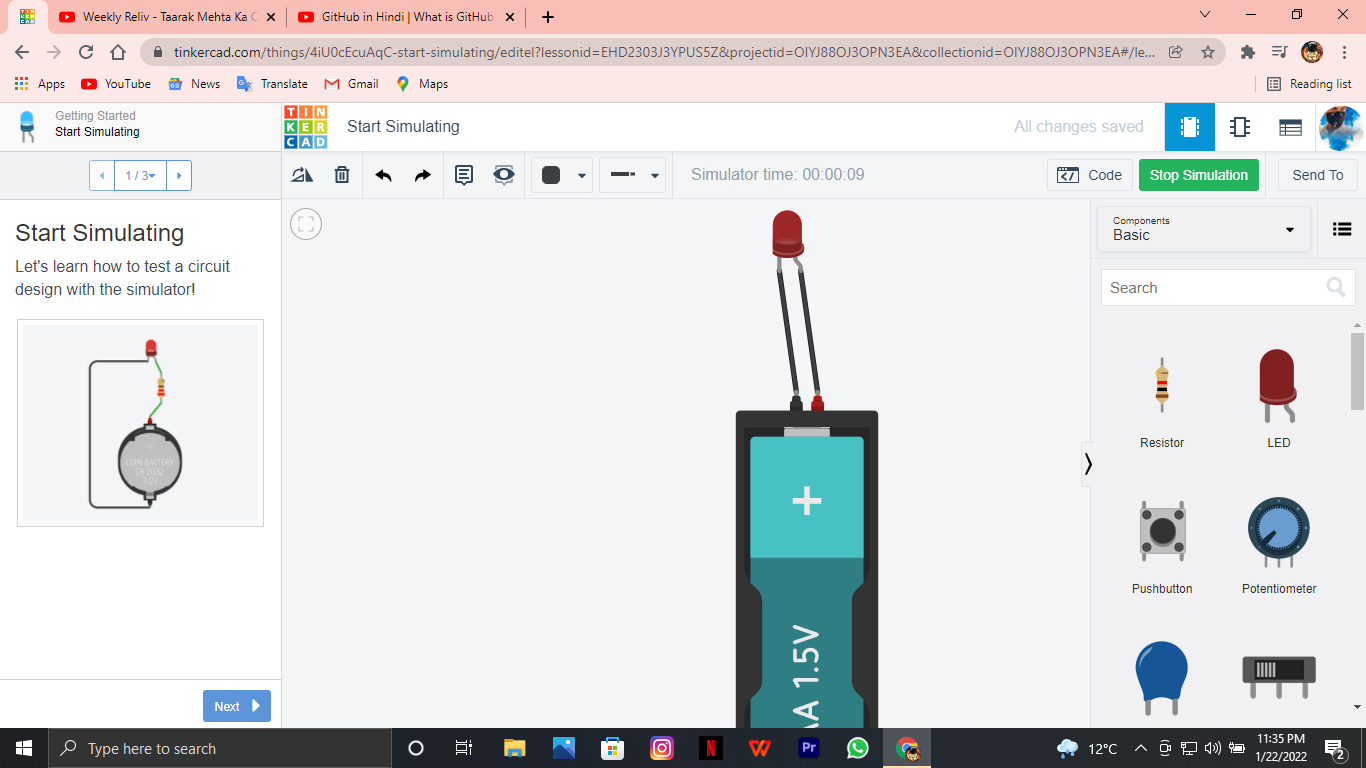 Weekly Reliv - Taarak Mehta Ka C
GitHub in Hindi | What is GitHub
tinkercad.com/things/4iU0cEcuAqC-start-simulating/editel?lessonid=EHD2303J3YPUS5Z&projectid=OIYJ88OJ3OPN3EA&collectionid=OIYJ88OJ3OPN3EA#/le...
Apps YouTube News Translate Gmail Maps Reading list
Getting Started
Start Simulating
TIN
KER
CAD
Start Simulating
All changes saved
1 / 3
Simulator time: 00:00:09
Code
Stop Simulation
Send To
Start Simulating
Let's learn how to test a circuit
design with the simulator!
COIN BATTERY
CR 2032
3.0V
Next
+
AA 1.5V
Components
Basic
Search
Resistor LED
Pushbutton Potentiometer
Type here to search
Pr
12°C
11:35 PM
1/22/2022
2